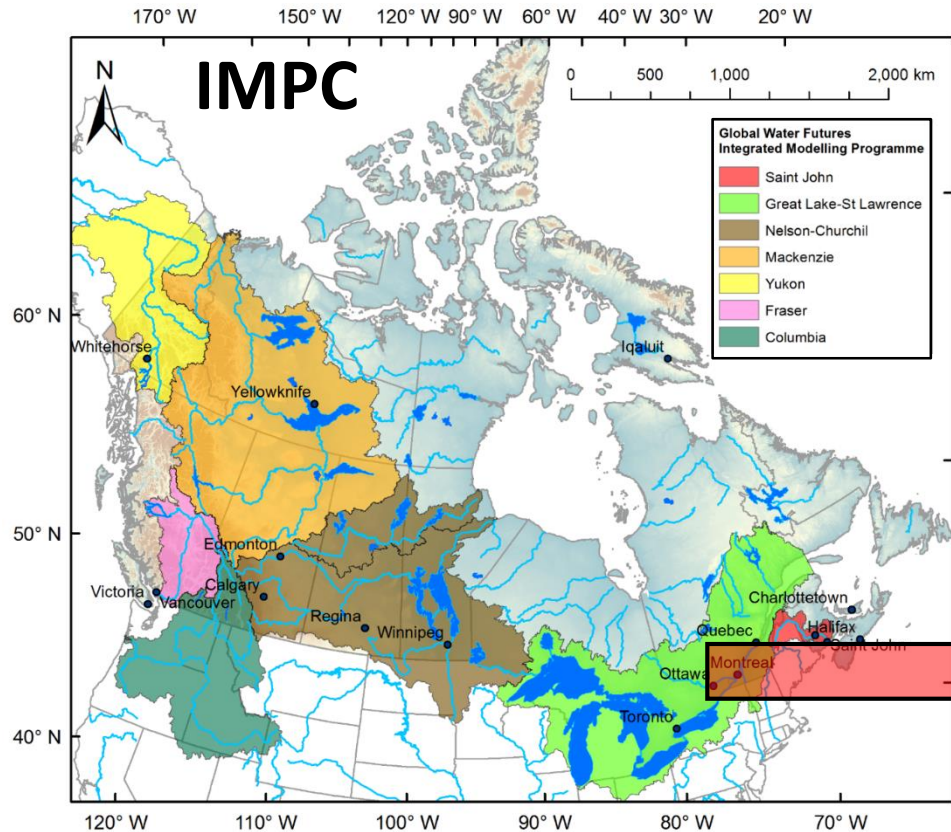 170° W 150° W 120° W 90° W 60° W 40° W 30° W 20° W
N
IMPC
0 500 1,000 2,000 km
Global Water Futures
Integrated Modelling Programme
Saint John
Great Lake-St Lawrence
Nelson-Churchil
Mackenzie
Yukon
Fraser
Columbia
60° N
Whitehorse
Iqaluit
Yellowknife
50° N
Edmonton
Victoria
Vancouver
Calgary
Charlottetown
Regina
Quebec
Halifax
Winnipeg
Saint John
Ottawa
Montreal
Toronto
40° N
120° W 110° W 100° W 90° W 80° W 70° W